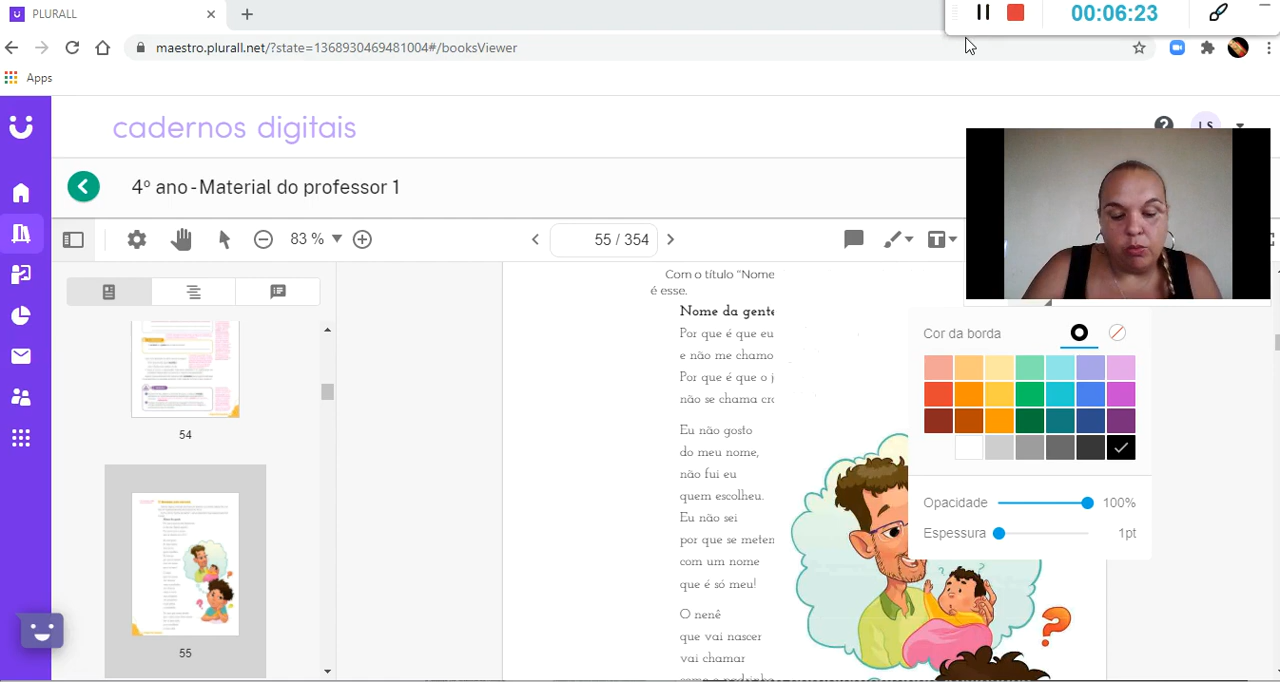 PLURALL
00:06:23
maestro.plurall.net/?state=1368930469481004#/booksViewer
Apps
cadernos digitais
LS
4º ano - Material do professor 1
83 %
55 / 354
Com o título "Nome
é esse.
Nome da gente
Por que é que eu
e não me chamo
Por que é que o
não se chama
Eu não gosto
do meu nome,
não fui eu
quem escolheu.
Eu não sei
por que se metem
com um nome
que é só meu!
O nenê
que vai nascer
vai chamar
Cor da borda
Opacidade 100%
Espessura 1pt
54
55